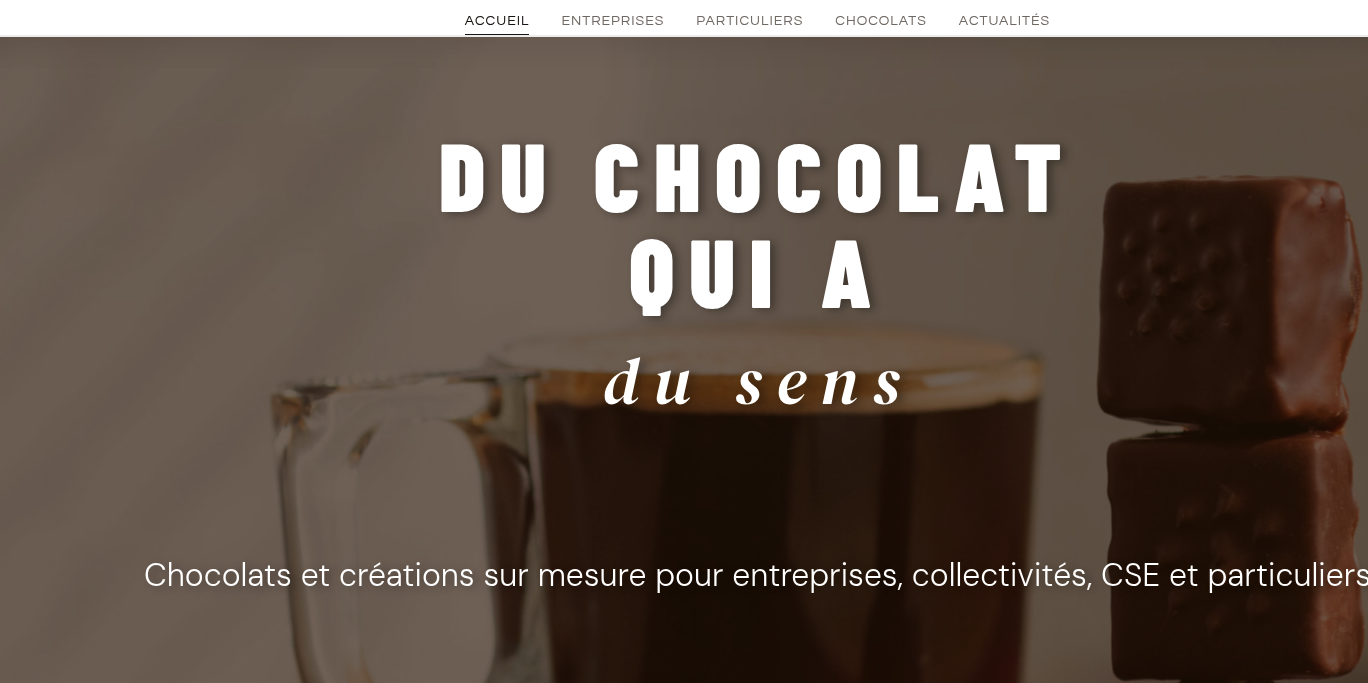 ACCUEIL ENTREPRISES PARTICULIERS CHOCOLATS ACTUALITÉS
DU CHOCOLAT
QUI A
du sens
Chocolats et créations sur mesure pour entreprises, collectivités, CSE et particuliers